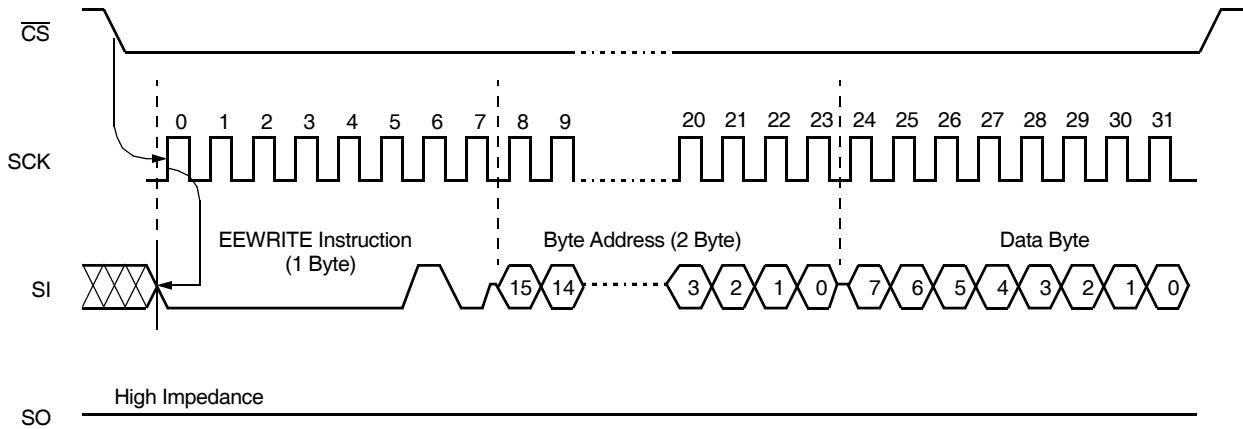 CS
0 1 2 3 4 5 6 7 8 9 20 21 22 23 24 25 26 27 28 29 30 31
SCK
EEWRITE Instruction
(1 Byte)
Byte Address (2 Byte)
Data Byte
SI
15 14 3 2 1 0 7 6 5 4 3 2 1 0
High Impedance
SO